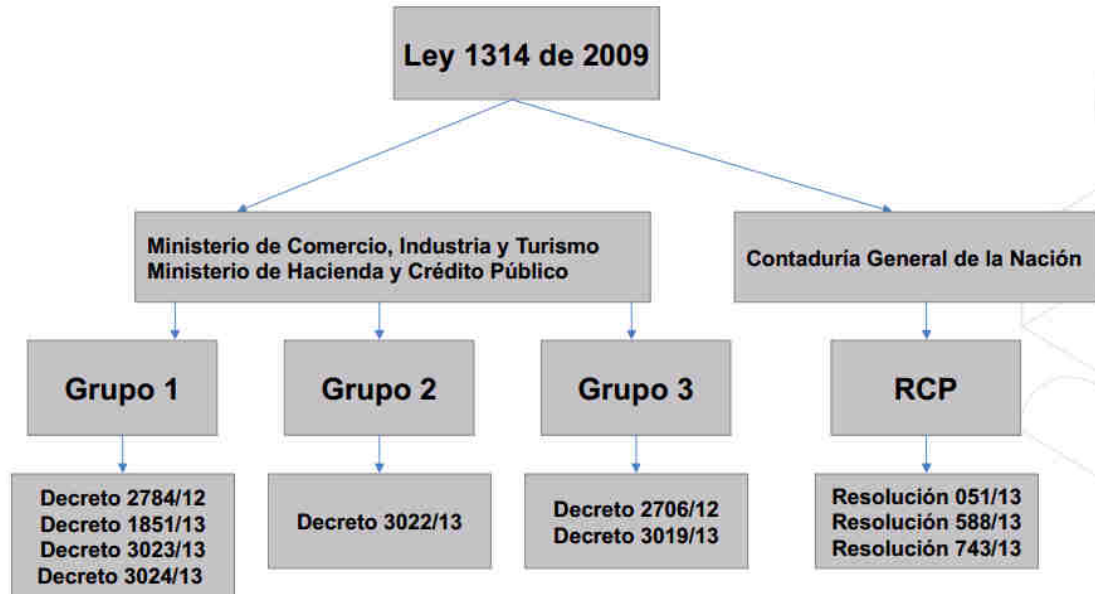 Ley 1314 de 2009
Ministerio de Comercio, Industria y Turismo
Ministerio de Hacienda y Crédito Público
Contaduría General de la Nación
Grupo 1
Grupo 2
Grupo 3
RCP
Decreto 2784/12
Decreto 1851/13
Decreto 3023/13
Decreto 3024/13
Decreto 3022/13
Decreto 2706/12
Decreto 3019/13
Resolución 051/13
Resolución 588/13
Resolución 743/13